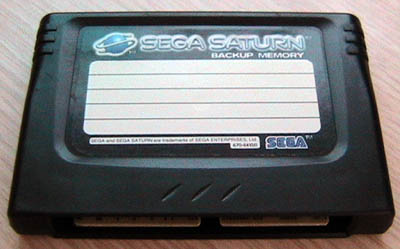 SEGA SATURN
BACKUP MEMORY
SEGA and SEGA SATURN are trademarks of SEGA ENTERPRISES, Ltd.
SEGA